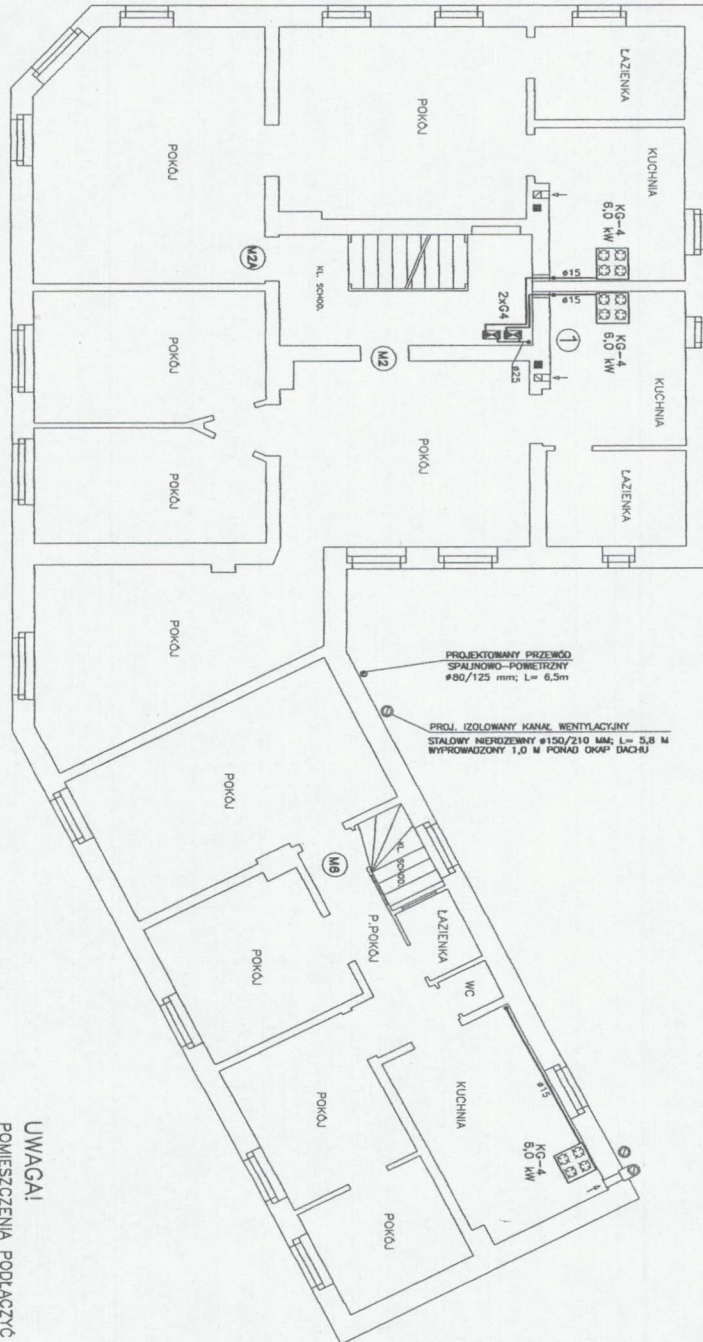 ŁAZIENKA
POKÓJ
POKÓJ
KUCHNIA
KG-4
6,0 kW
ø15
M2A
KL. SCHOD.
2xG4
ø15
KG-4
6,0 kW
1
M2
ø25
KUCHNIA
POKÓJ
POKÓJ
ŁAZIENKA
POKÓJ
POKÓJ
PROJEKTOWANY PRZEWÓD
SPALINOWO-POWIETRZNY
ø80/125 mm; L= 6,5m
PROJ. IZOLOWANY KANAŁ WENTYLACYJNY
STALOWY NIERDZEWNY ø150/210 MM; L= 5,8 M
WYPROWADZONY 1,0 M PONAD OKAP DACHU
POKÓJ
KL. SCHOD.
M6
P.POKÓJ
ŁAZIENKA
POKÓJ
WC
ø15
KUCHNIA
POKÓJ
KG-4
6,0 kW
POKÓJ
UWAGA!
POMIESZCZENIA PODŁĄCZYĆ